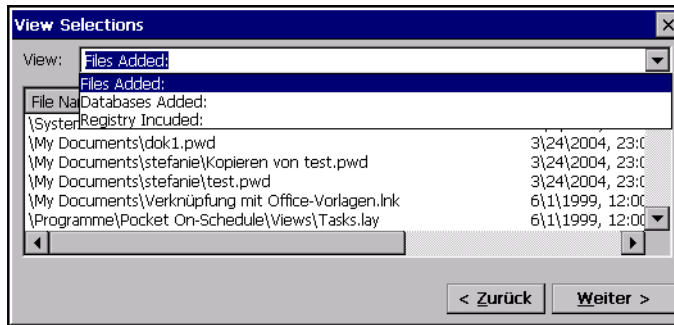 View Selections
View: Files Added:
Files Added:
Databases Added:
Registry Incuded:
File Na
\System
\My Documents\dok1.pwd 3\24\2004, 23:0
\My Documents\stefanie\Kopieren von test.pwd 3\24\2004, 23:0
\My Documents\stefanie\test.pwd 3\24\2004, 23:0
\My Documents\Verknüpfung mit Office-Vorlagen.lnk 6\1\1999, 12:00
\Programme\Pocket On-Schedule\Views\Tasks.lay 6\1\1999, 12:00
< Zurück Weiter >